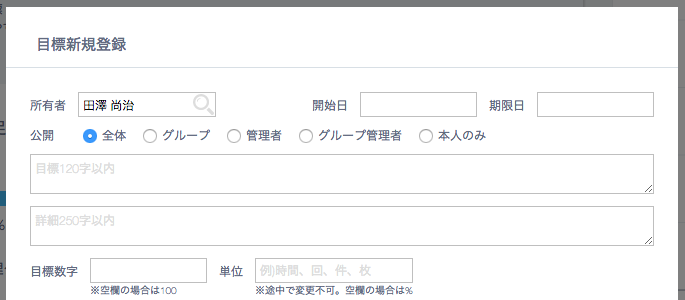 目標新規登録
所有者 田澤 尚治 開始日 期限日
公開 全体 グループ 管理者 グループ管理者 本人のみ
目標120字以内
詳細250字以内
目標数字 単位 例)時間、回、件、枚
※空欄の場合は100 ※途中で変更不可。空欄の場合は%